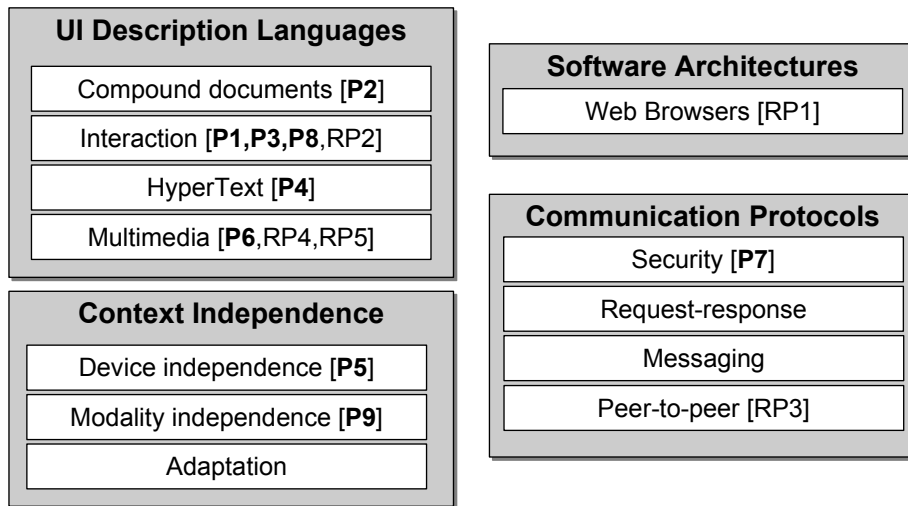 UI Description Languages
Compound documents [P2]
Interaction [P1,P3,P8,RP2]
HyperText [P4]
Multimedia [P6,RP4,RP5]
Context Independence
Device independence [P5]
Modality independence [P9]
Adaptation
Software Architectures
Web Browsers [RP1]
Communication Protocols
Security [P7]
Request-response
Messaging
Peer-to-peer [RP3]